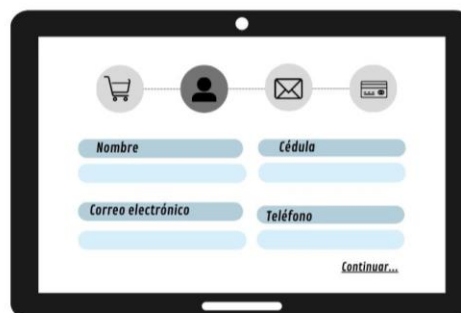 Nombre
Cédula
Correo electrónico
Teléfono
Continuar...